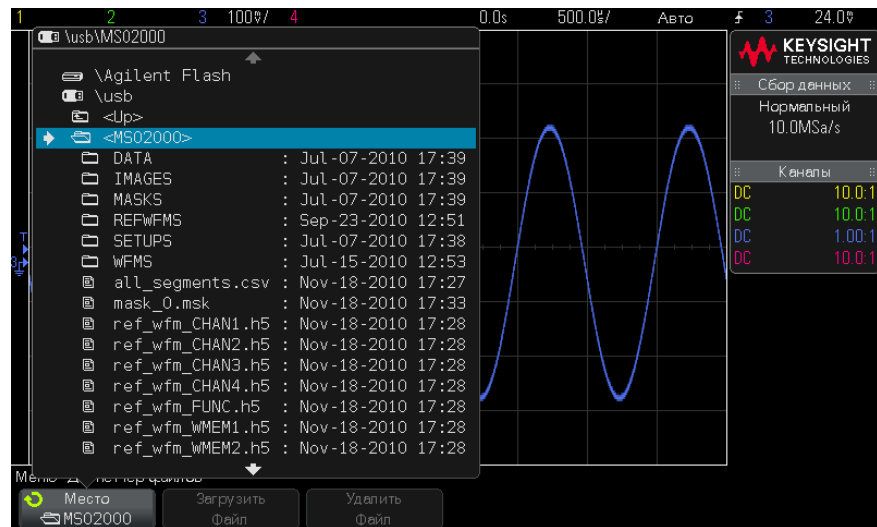 1 2 3 100⁰/ 4 0.0s 500.0⁰/ Авто 3 24.0⁰
\usb\MSO2000
\Agilent Flash
\usb
<Up>
<MSO2000>
DATA : Jul-07-2010 17:39
IMAGES : Jul-07-2010 17:39
MASKS : Jul-07-2010 17:39
REFWFMS : Sep-23-2010 12:51
SETUPS : Jul-07-2010 17:38
WFMS : Jul-15-2010 12:53
all_segments.csv : Nov-18-2010 17:27
mask_0.msk : Nov-18-2010 17:33
ref_wfm_CHAN1.h5 : Nov-18-2010 17:28
ref_wfm_CHAN2.h5 : Nov-18-2010 17:28
ref_wfm_CHAN3.h5 : Nov-18-2010 17:28
ref_wfm_CHAN4.h5 : Nov-18-2010 17:28
ref_wfm_FUNC.h5 : Nov-18-2010 17:28
ref_wfm_WMEM1.h5 : Nov-18-2010 17:28
ref_wfm_WMEM2.h5 : Nov-18-2010 17:28
KEYSIGHT
TECHNOLOGIES
Сбор данных
Нормальный
10.0MSa/s
Каналы
DC 10.0:1
DC 10.0:1
DC 1.00:1
DC 10.0:1
T
3
Место
MSO2000
Загрузить
Файл
Удалить
Файл